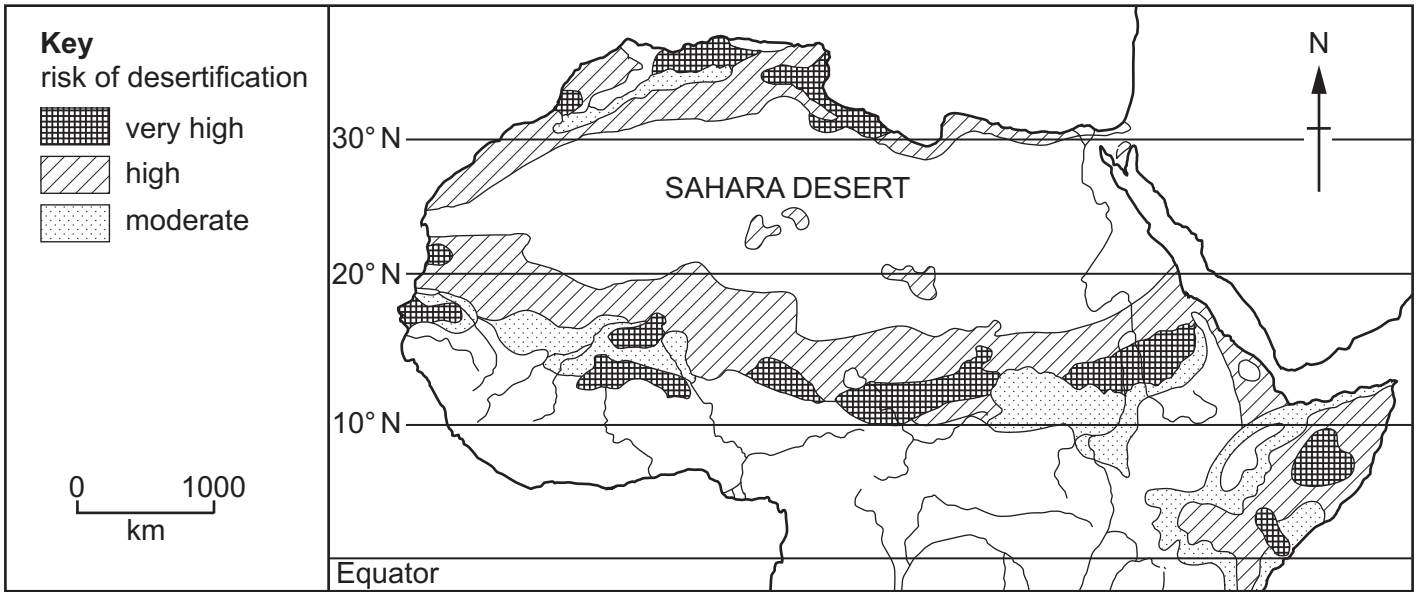 Key
risk of desertification
very high
high
moderate
0 1000
km
N
30° N
SAHARA DESERT
20° N
10° N
Equator